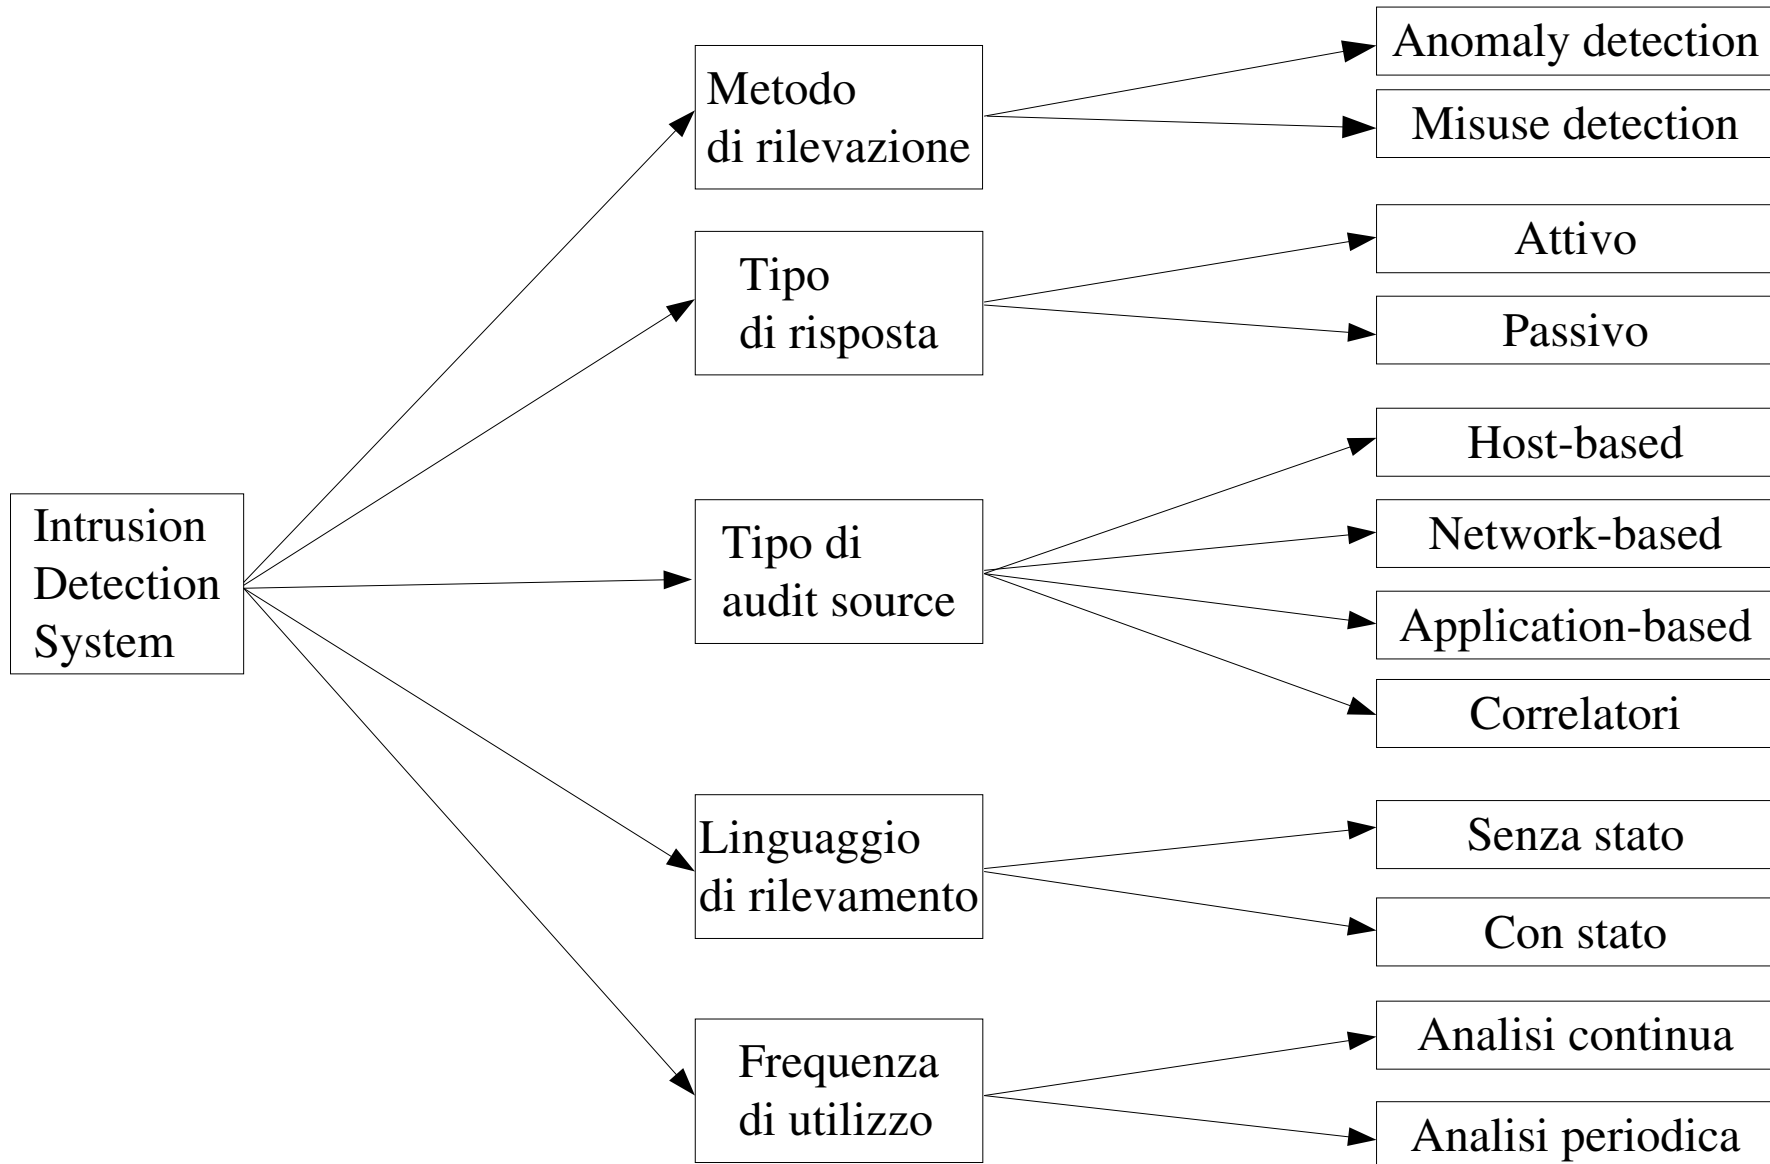 Intrusion
Detection
System
Metodo
di rilevazione
Anomaly detection
Misuse detection
Tipo
di risposta
Attivo
Passivo
Tipo di
audit source
Host-based
Network-based
Application-based
Correlatori
Linguaggio
di rilevamento
Senza stato
Con stato
Frequenza
di utilizzo
Analisi continua
Analisi periodica